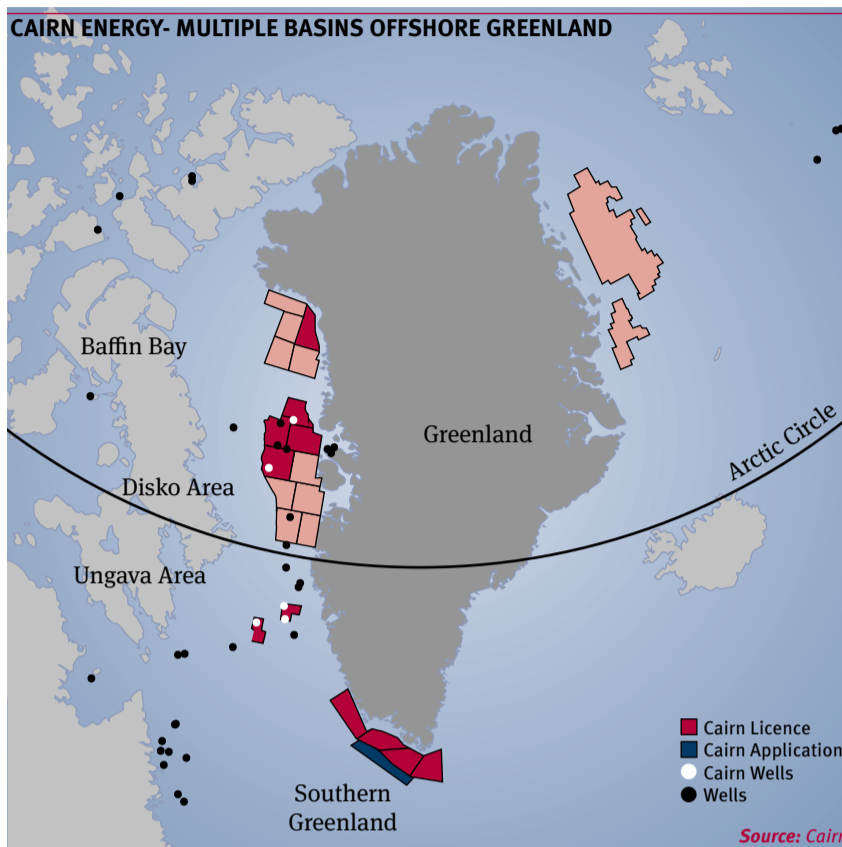 CAIRN ENERGY- MULTIPLE BASINS OFFSHORE GREENLAND
Baffin Bay
Greenland
Arctic Circle
Disko Area
Ungava Area
Southern
Greenland
Cairn Licence
Cairn Application
Cairn Wells
Wells
Source: Cairn